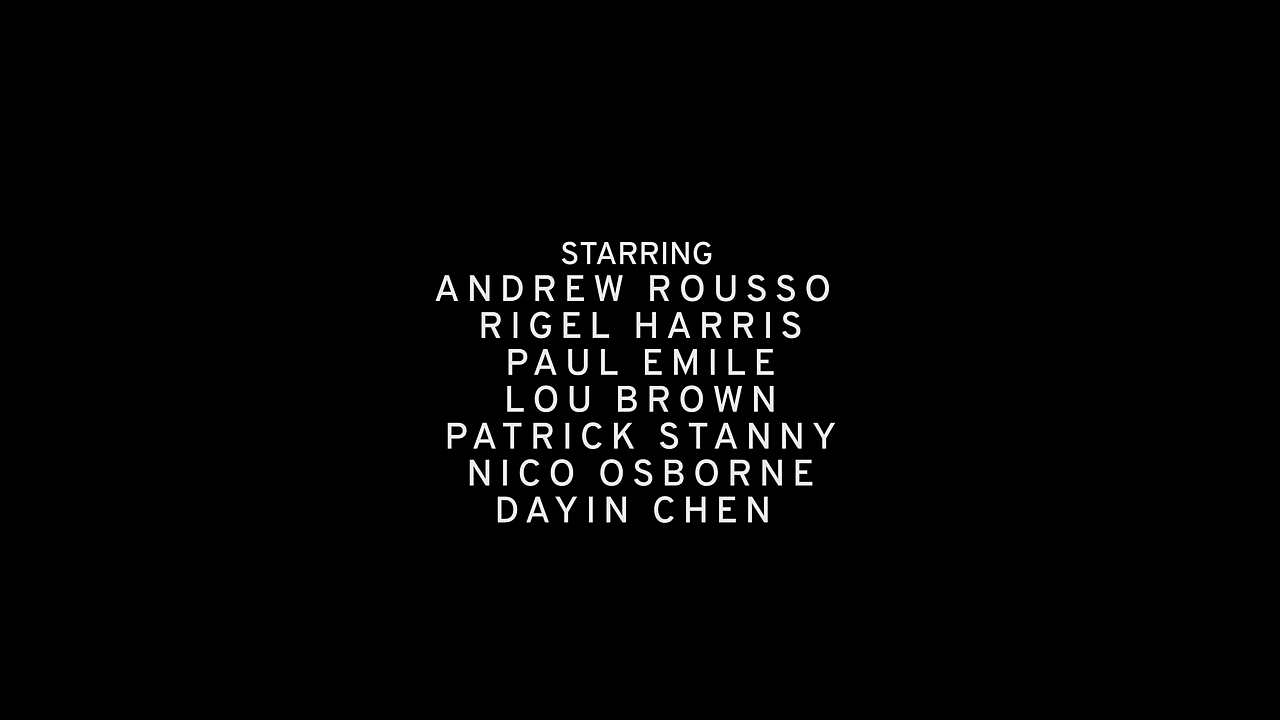 STARRING
ANDREW ROUSSO
RIGEL HARRIS
PAUL EMILE
LOU BROWN
PATRICK STANNY
NICO OSBORNE
DAYIN CHEN